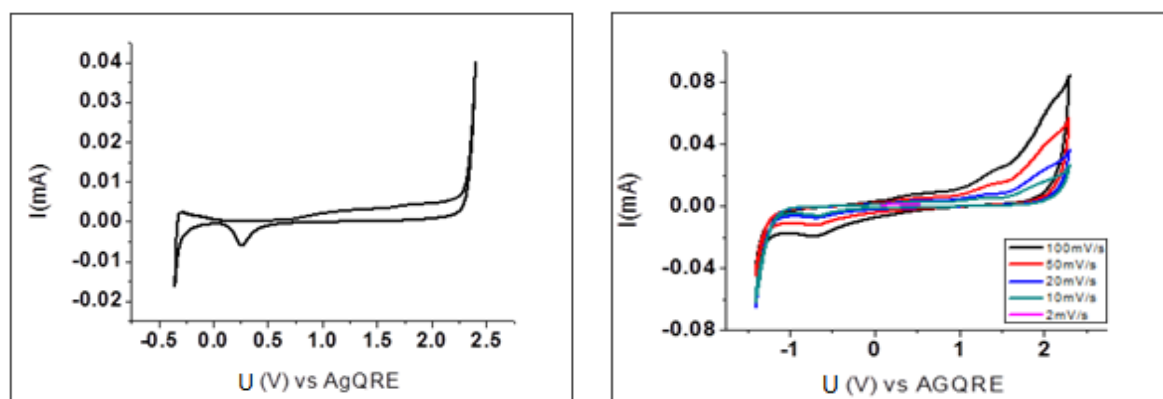 0.04
0.03
0.02
0.01
0.00
-0.01
-0.02
I(mA)
-0.5 0.0 0.5 1.0 1.5 2.0 2.5
U (V) vs AgQRE
0.08
0.04
0.00
-0.04
-0.08
I(mA)
100mV/s
50mV/s
20mV/s
10mV/s
2mV/s
-1 0 1 2
U (V) vs AGQRE